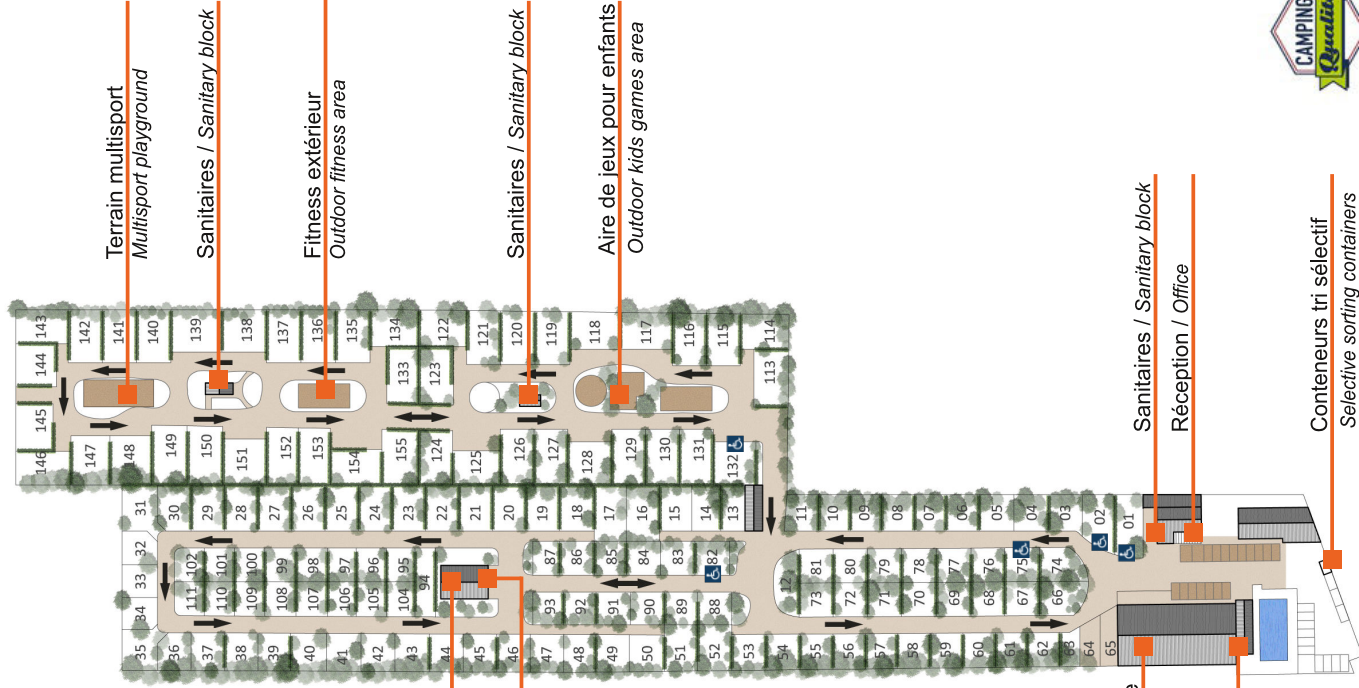 Terrain multisport
Multisport playground
Sanitaires / Sanitary block
Fitness extérieur
Outdoor fitness area
Sanitaires / Sanitary block
Aire de jeux pour enfants
Outdoor kids games area
Sanitaires / Sanitary block
Réception / Office
Conteneurs tri sélectif
Selective sorting containers
CAMPING
65 64 63 62 61 60 59 58 57 56 55 54 53 52 51 50 49 48 47 46 45 44 43 42 41 40 39 38 37 36 35
34 33 32 31
66 67 68 69 70 71 72 73 12
74 75 76 77 78 79 80 81
88 89 90 91 92 93
82 83 84 85 86 87
94
104 105 106 107 108 109 110 111
95 96 97 98 99 100 101 102
01 02 03 04 05 06 07 08 09 10 11
13 14 15 16 17 18 19 20 21 22 23 24 25 26 27 28 29 30
132 131 130 129 128 127 126 125 124 155 154 153 152 151 150 149 148 147 146
145 144 143
123 133
113 114 115 116 117 118 119 120 121 122 134 135 136 137 138 139 140 141 142